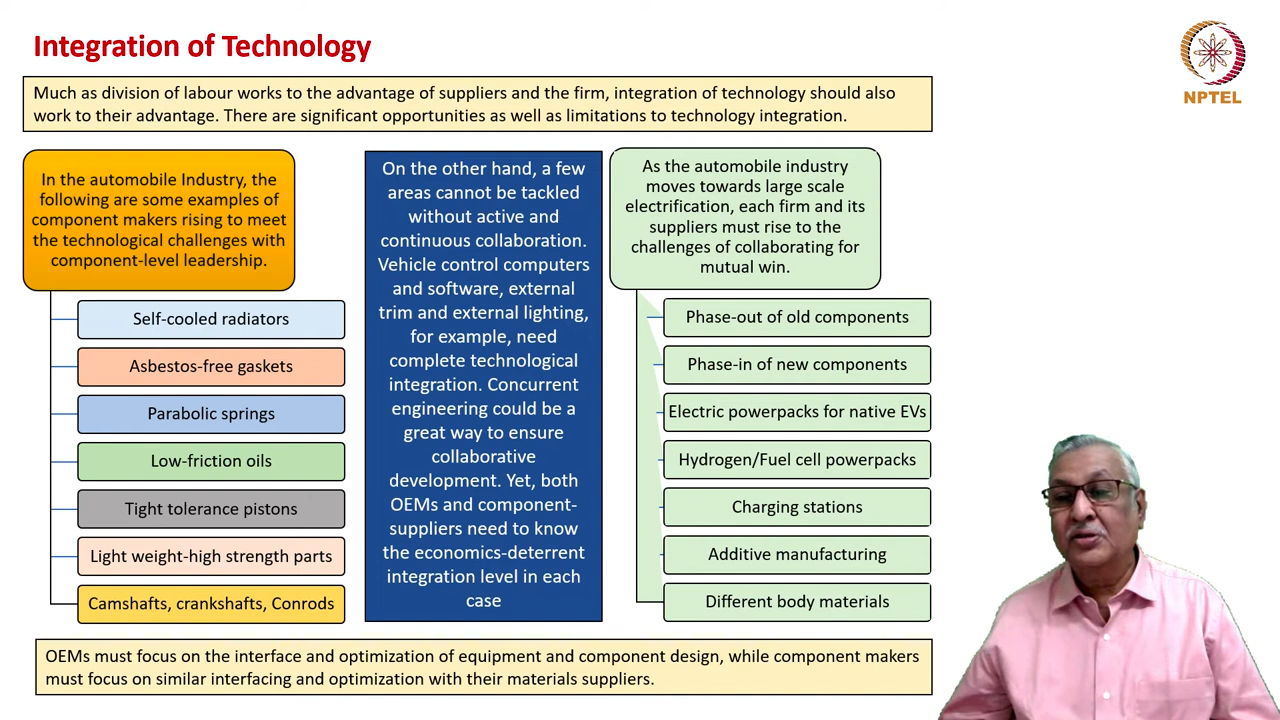 Integration of Technology
NPTEL
Much as division of labour works to the advantage of suppliers and the firm, integration of technology should also
work to their advantage. There are significant opportunities as well as limitations to technology integration.
In the automobile Industry, the
following are some examples of
component makers rising to meet
the technological challenges with
component-level leadership.
Self-cooled radiators
Asbestos-free gaskets
Parabolic springs
Low-friction oils
Tight tolerance pistons
Light weight-high strength parts
Camshafts, crankshafts, Conrods
On the other hand, a few
areas cannot be tackled
without active and
continuous collaboration.
Vehicle control computers
and software, external
trim and external lighting,
for example, need
complete technological
integration. Concurrent
engineering could be a
great way to ensure
collaborative
development. Yet, both
OEMs and component-
suppliers need to know
the economics-deterrent
integration level in each
case
As the automobile industry
moves towards large scale
electrification, each firm and its
suppliers must rise to the
challenges of collaborating for
mutual win.
Phase-out of old components
Phase-in of new components
Electric powerpacks for native EVs
Hydrogen/Fuel cell powerpacks
Charging stations
Additive manufacturing
Different body materials
OEMs must focus on the interface and optimization of equipment and component design, while component makers
must focus on similar interfacing and optimization with their materials suppliers.